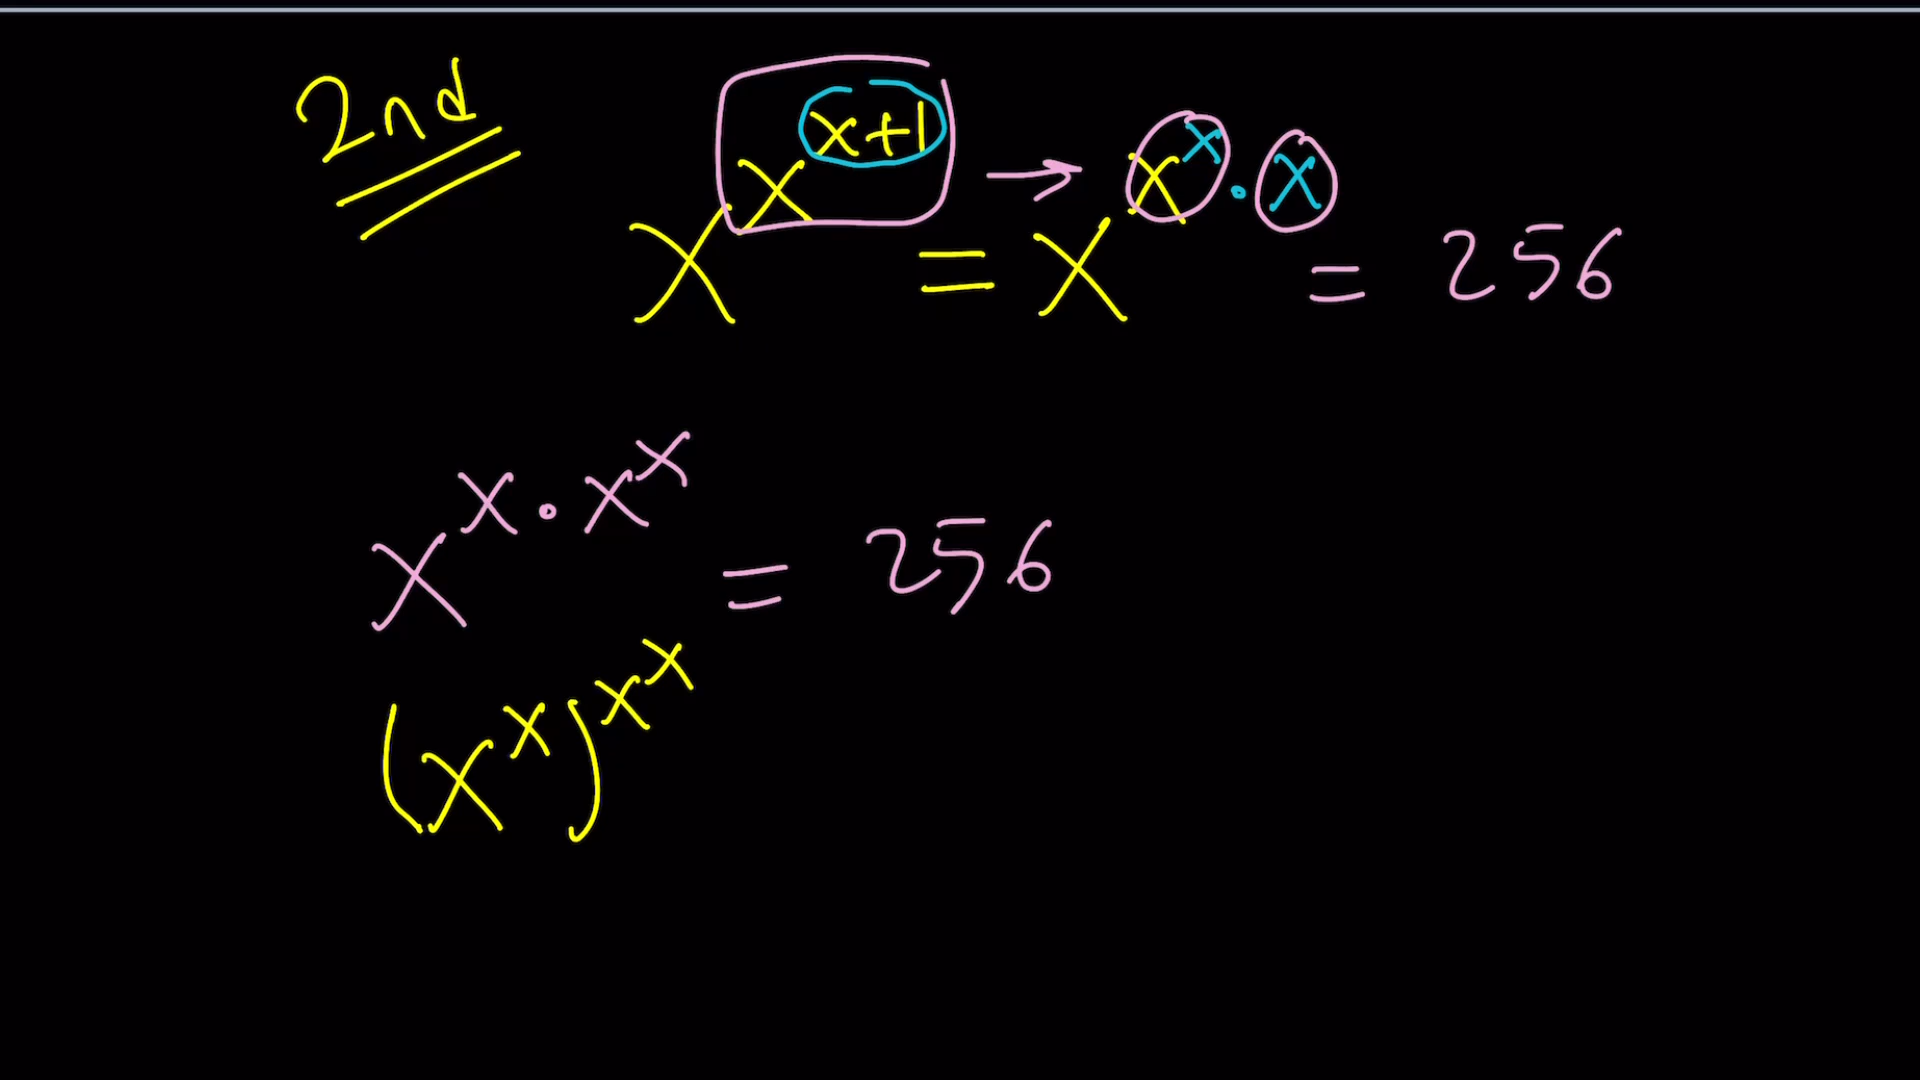 2nd
x^{x^{x+1}} → = x^{x^x · x} = 256
x^{x · x^x} = 256
(x^x)^{x^x}